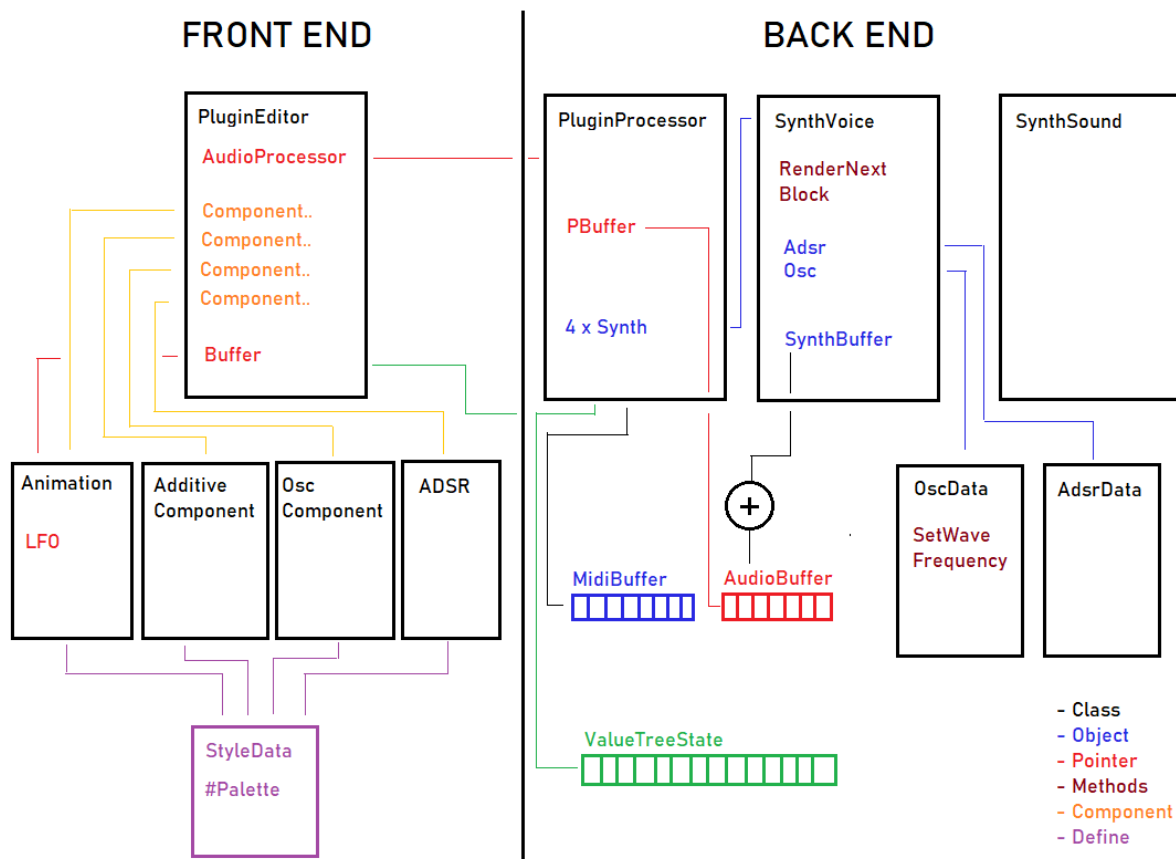 FRONT END
BACK END
PluginEditor
AudioProcessor
Component..
Component..
Component..
Component..
Buffer
PluginProcessor
PBuffer
4 x Synth
SynthVoice
RenderNext
Block
Adsr
Osc
SynthBuffer
SynthSound
Animation
LFO
Additive
Component
Osc
Component
ADSR
+
MidiBuffer
AudioBuffer
OscData
SetWave
Frequency
AdsrData
StyleData
#Palette
ValueTreeState
- Class
- Object
- Pointer
- Methods
- Component
- Define